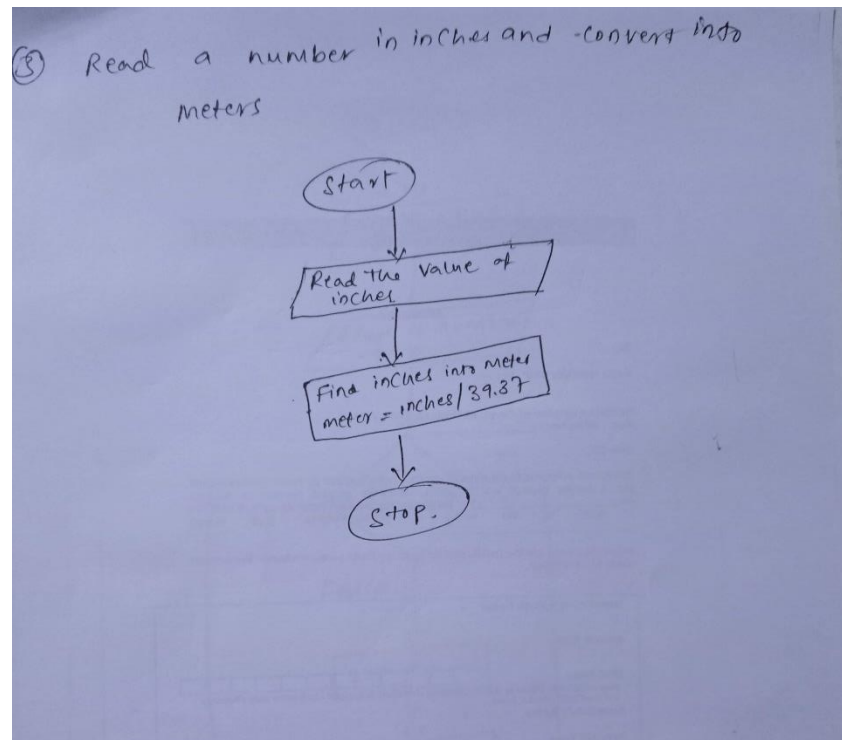 ③ Read a number in inches and convert into
meters
Start
Read the value of
inches
Find inches into meter
meter = inches/39.37
Stop.